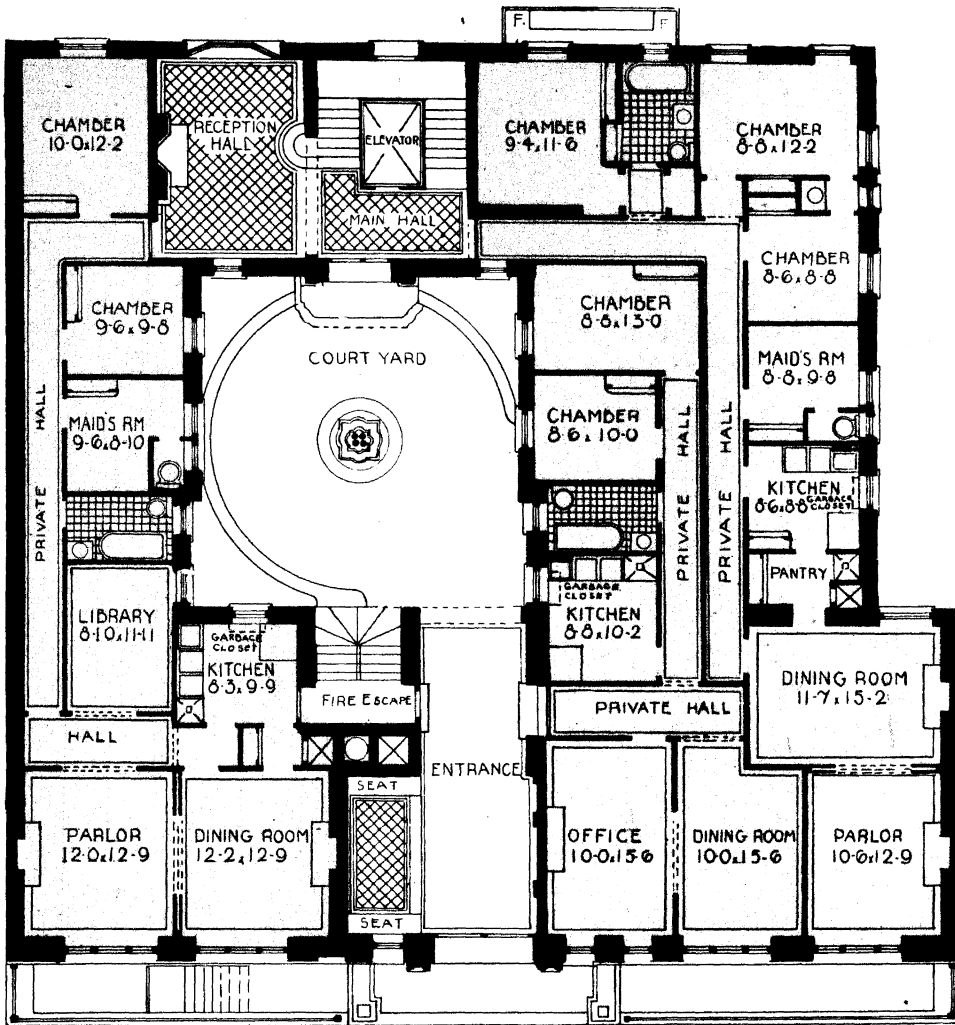 F. F
CHAMBER
10-0x12-2
RECEPTION
HALL
ELEVATOR
MAIN HALL
CHAMBER
9-4x11-6
CHAMBER
8-8x12-2
CHAMBER
8-6x8-8
CHAMBER
9-6x9-8
COURT YARD
CHAMBER
8-8x13-0
MAID'S RM
8-8x9-8
MAID'S RM
9-6x8-10
CHAMBER
8-6x10-0
PRIVATE HALL
PRIVATE HALL
PRIVATE HALL
KITCHEN
8-6x8-8
GARBAGE
CLOSET
PANTRY
LIBRARY
8-10x11-11
GARBAGE
CLOSET
KITCHEN
8-3x9-9
GARBAGE
CLOSET
KITCHEN
8-8x10-2
FIRE ESCAPE
DINING ROOM
11-7x15-2
PRIVATE HALL
HALL
ENTRANCE
SEAT
PARLOR
12-0x12-9
DINING ROOM
12-2x12-9
OFFICE
10-0x15-6
DINING ROOM
10-0x15-6
PARLOR
10-6x12-9
SEAT